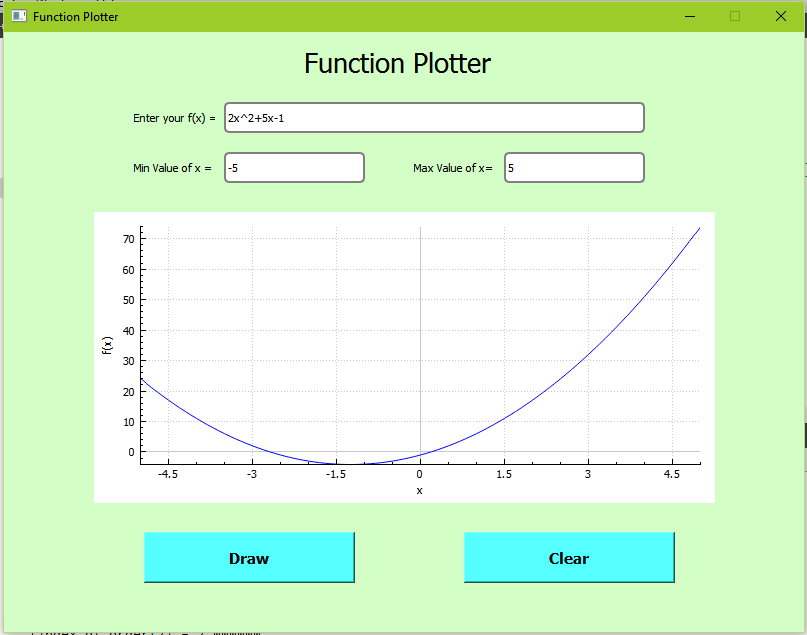 Function Plotter
Function Plotter
Enter your f(x) = 2x^2+5x-1
Min Value of x = -5 Max Value of x= 5
70
60
50
40
30
20
10
0
f(x)
-4.5 -3 -1.5 0 1.5 3 4.5
x
Draw Clear